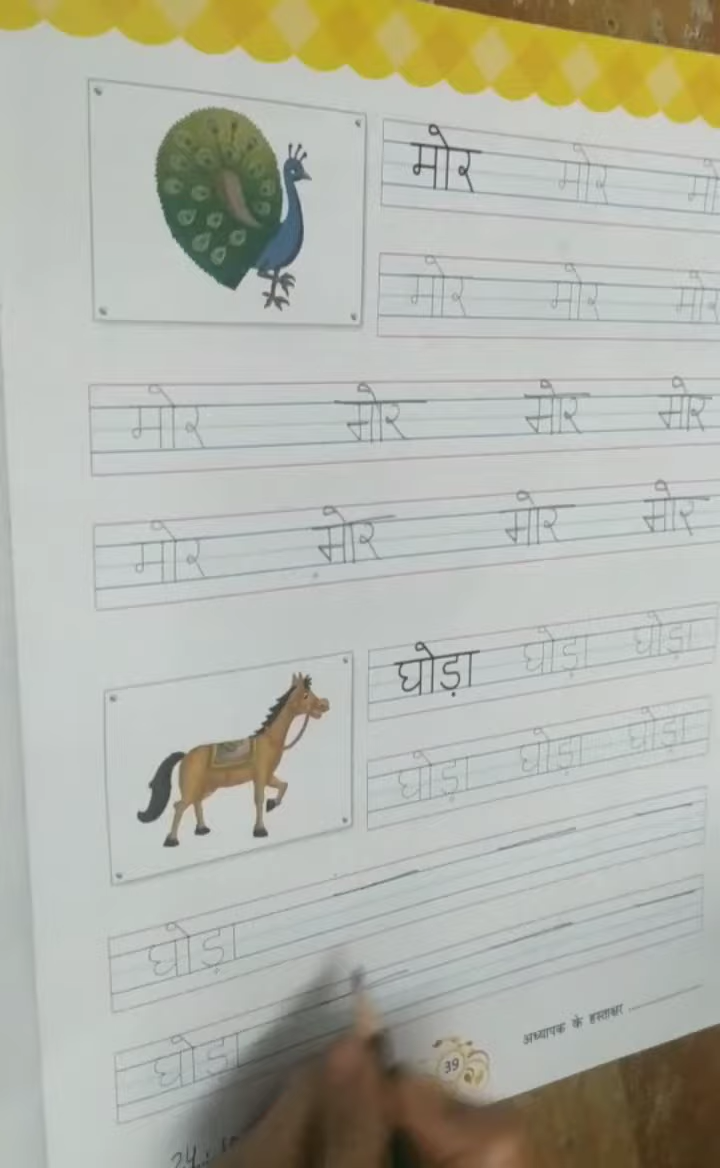 मोर मोर
मोर मोर मोर
मोर मोर मोर मोर
मोर मोर मोर मोर
घोड़ा घोड़ा घोड़ा
घोड़ा घोड़ा घोड़ा
घोड़ा
घोड़ा
अध्यापक के हस्ताक्षर
39